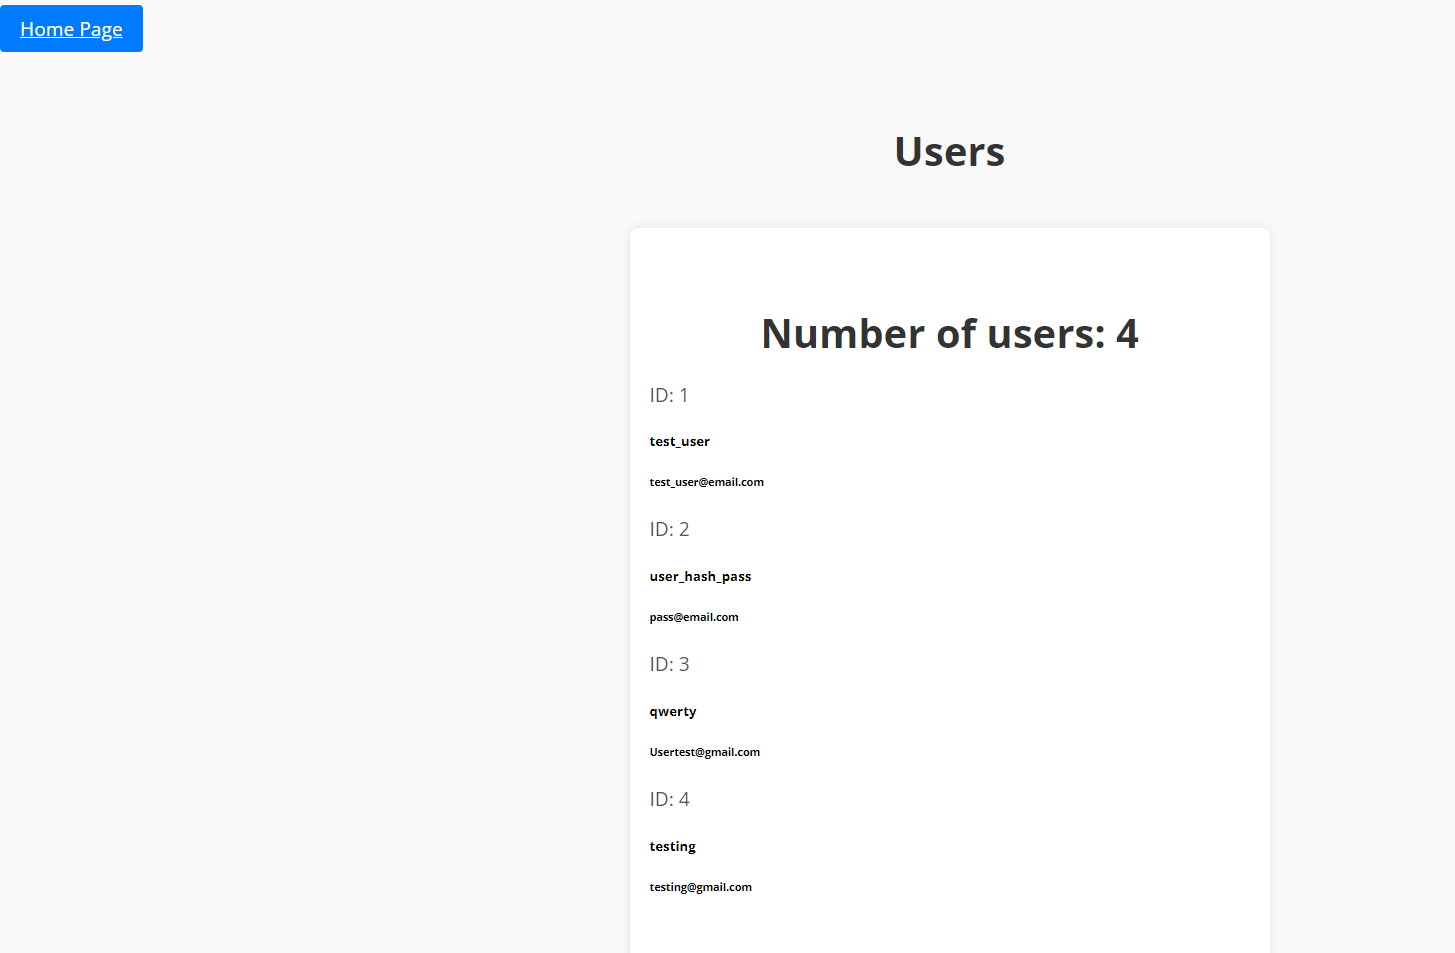 Home Page
Users
Number of users: 4
ID: 1
test_user
test_user@email.com
ID: 2
user_hash_pass
pass@email.com
ID: 3
qwerty
Usertest@gmail.com
ID: 4
testing
testing@gmail.com